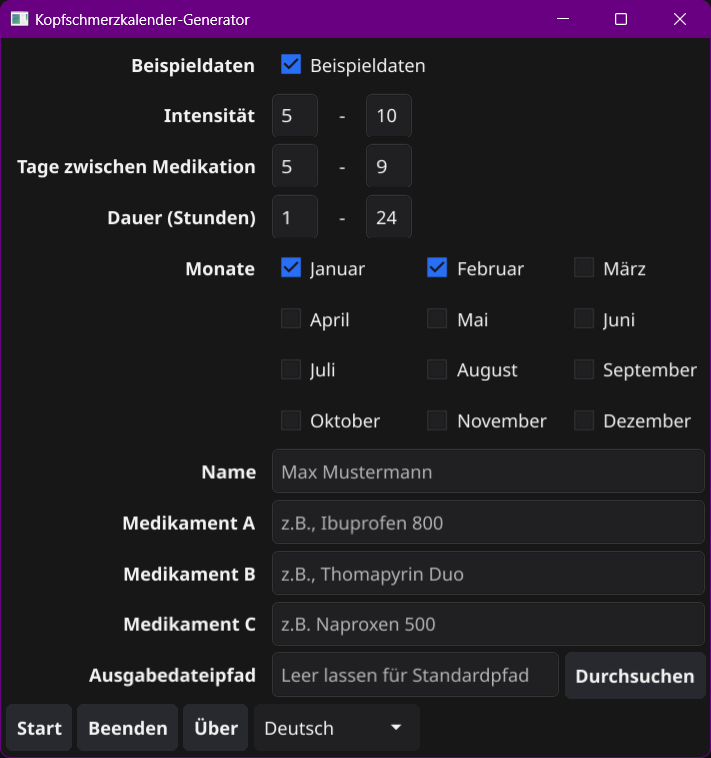 Kopfschmerzkalender-Generator
Beispieldaten Beispieldaten
Intensität 5 - 10
Tage zwischen Medikation 5 - 9
Dauer (Stunden) 1 - 24
Monate Januar Februar März
April Mai Juni
Juli August September
Oktober November Dezember
Name Max Mustermann
Medikament A z.B., Ibuprofen 800
Medikament B z.B., Thomapyrin Duo
Medikament C z.B. Naproxen 500
Ausgabedateipfad Leer lassen für Standardpfad Durchsuchen
Start Beenden Über Deutsch